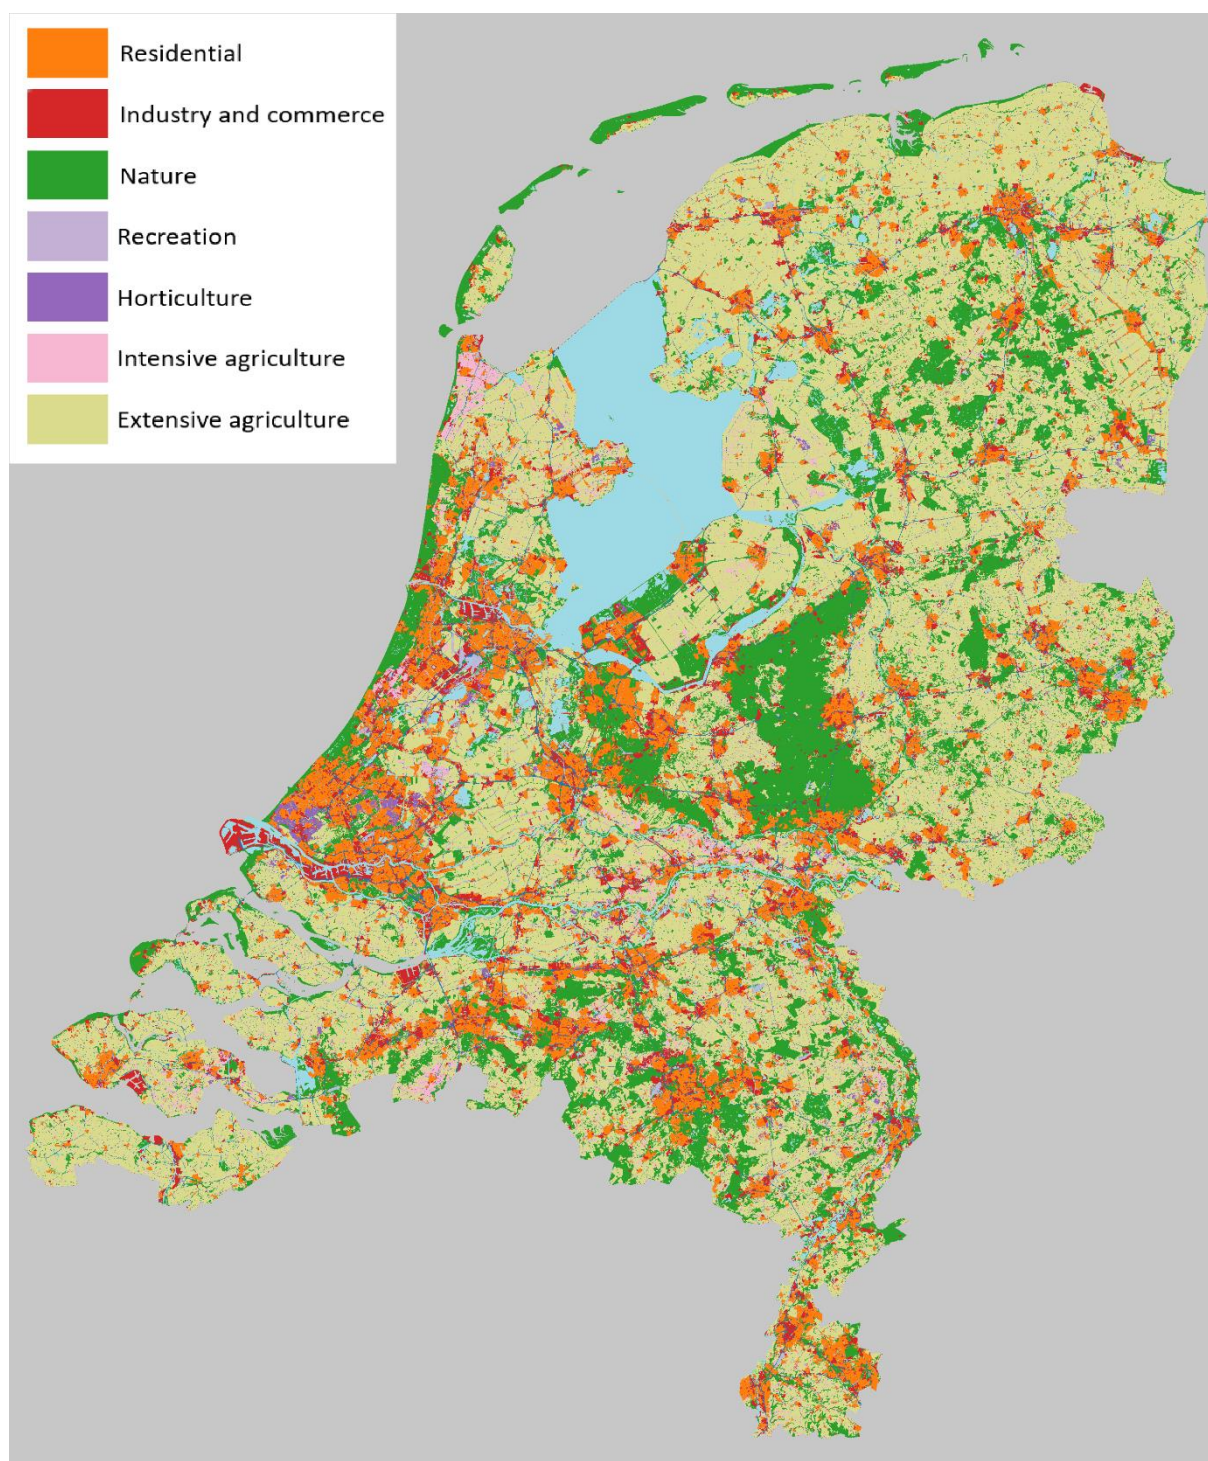 Residential
Industry and commerce
Nature
Recreation
Horticulture
Intensive agriculture
Extensive agriculture